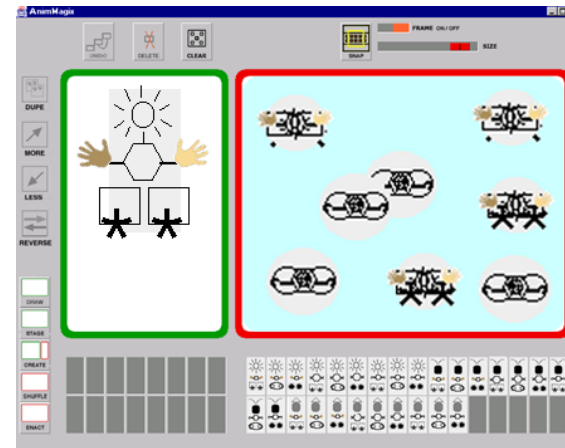 AnimMagix
UNDO
DELETE
CLEAR
SNAP
FRAME ON/OFF
SIZE
DUPE
MORE
LESS
REVERSE
DRAW
STAGE
CREATE
SHUFFLE
ENACT